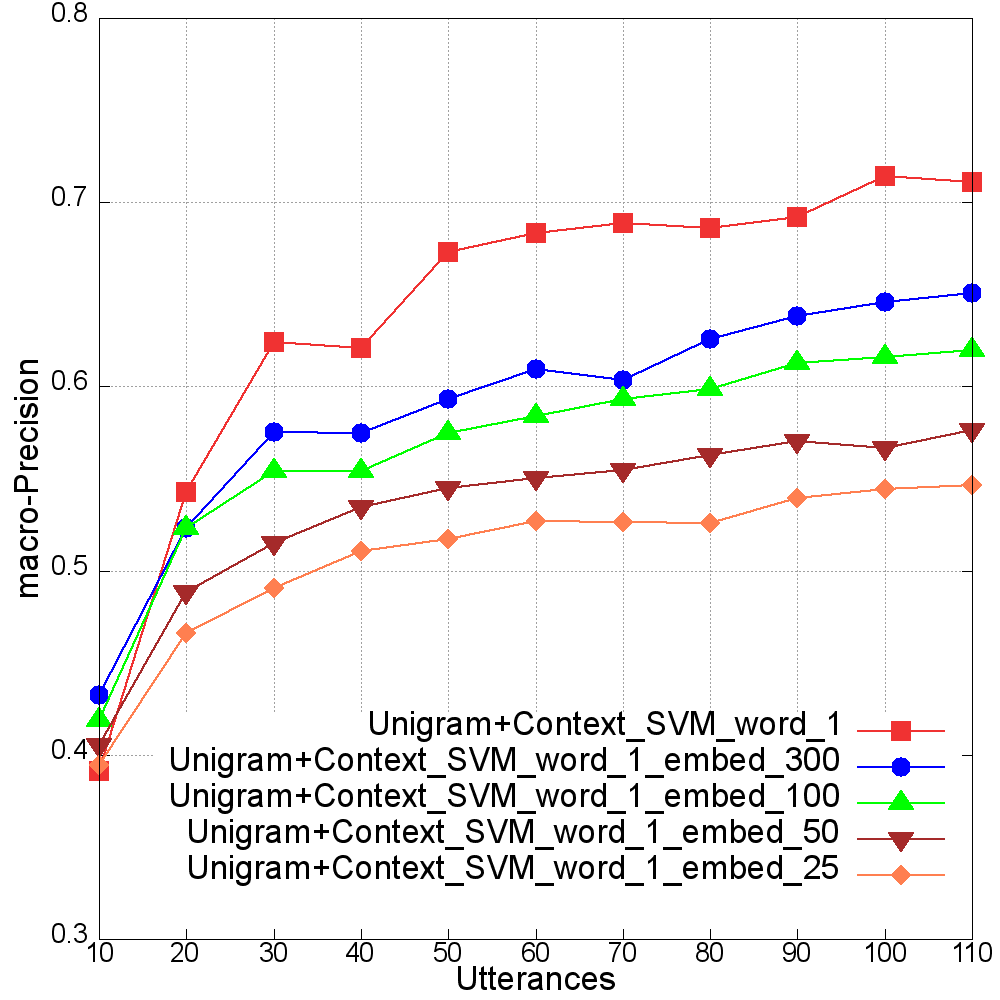 0.8
0.7
0.6
0.5
0.4
0.3
macro-Precision
Unigram+Context_SVM_word_1
Unigram+Context_SVM_word_1_embed_300
Unigram+Context_SVM_word_1_embed_100
Unigram+Context_SVM_word_1_embed_50
Unigram+Context_SVM_word_1_embed_25
10 20 30 40 50 60 70 80 90 100 110
Utterances